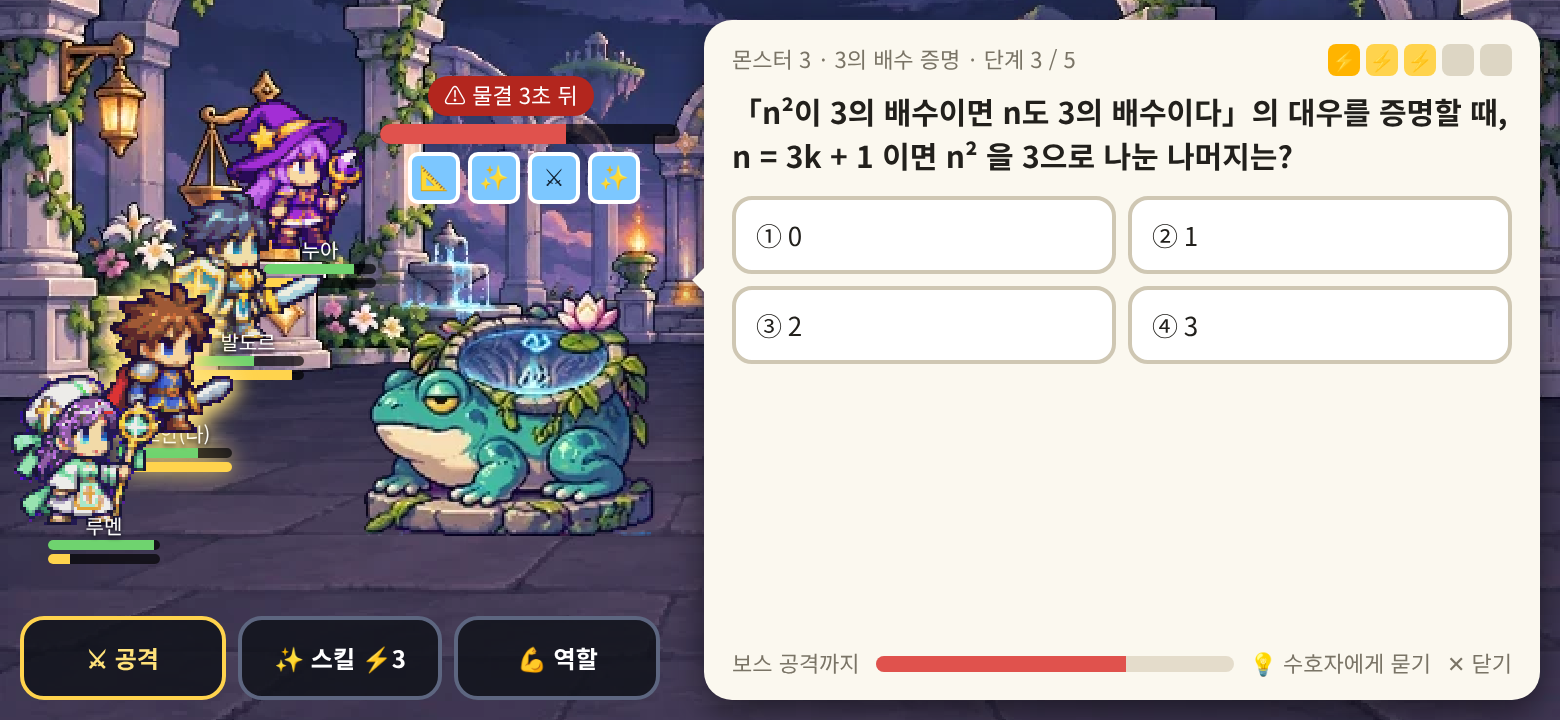 ⚠ 물결 3초 뒤
누아
발도르
(나)
루멘
⚔ 공격
✨ 스킬 ⚡3
💪 역할
몬스터 3 · 3의 배수 증명 · 단계 3 / 5
「n²이 3의 배수이면 n도 3의 배수이다」의 대우를 증명할 때,
n = 3k + 1 이면 n² 을 3으로 나눈 나머지는?
① 0
② 1
③ 2
④ 3
보스 공격까지
💡 수호자에게 묻기
✕ 닫기